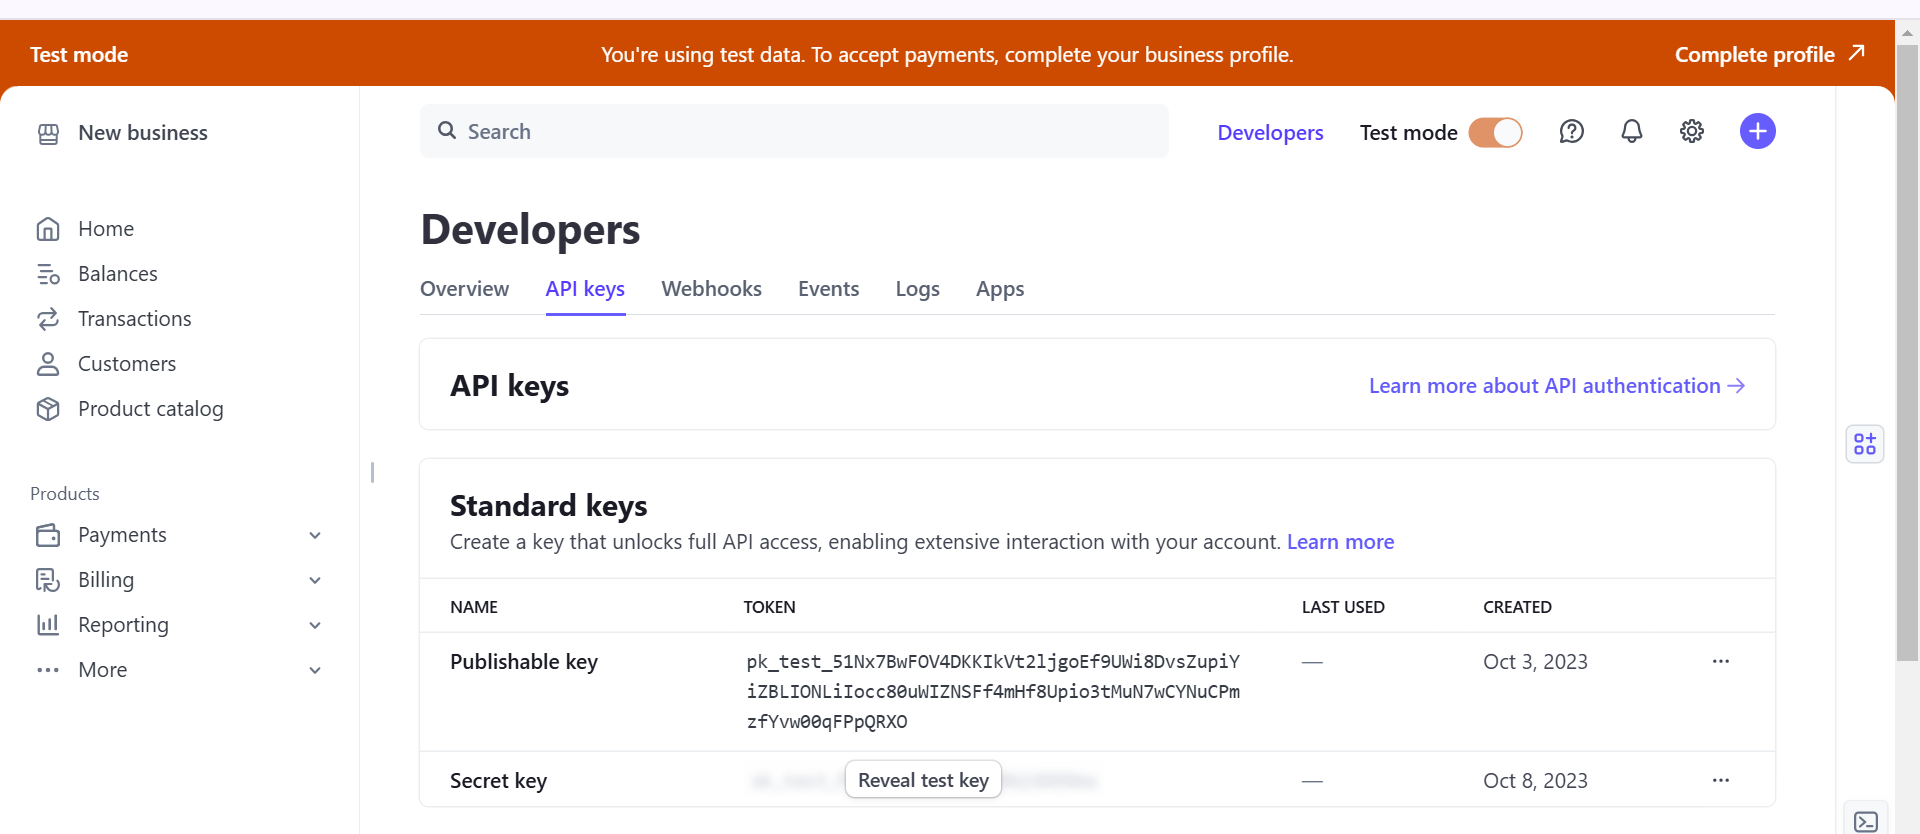 Test mode
You're using test data. To accept payments, complete your business profile.
Complete profile
New business
Search
Developers
Test mode
Home
Balances
Transactions
Customers
Product catalog
Products
Payments
Billing
Reporting
More
Developers
Overview API keys Webhooks Events Logs Apps
API keys
Learn more about API authentication
Standard keys
Create a key that unlocks full API access, enabling extensive interaction with your account. Learn more
NAME TOKEN LAST USED CREATED
Publishable key
pk_test_51Nx7BwFOV4DKKIkVt2ljgoEf9UWi8DvsZupiY
iZBLIONLiIocc80uWIZNSFf4mHf8Upio3tMuN7wCYNuCPm
zfYvw00qFPpQRXO
—
Oct 3, 2023
Secret key
Reveal test key
—
Oct 8, 2023